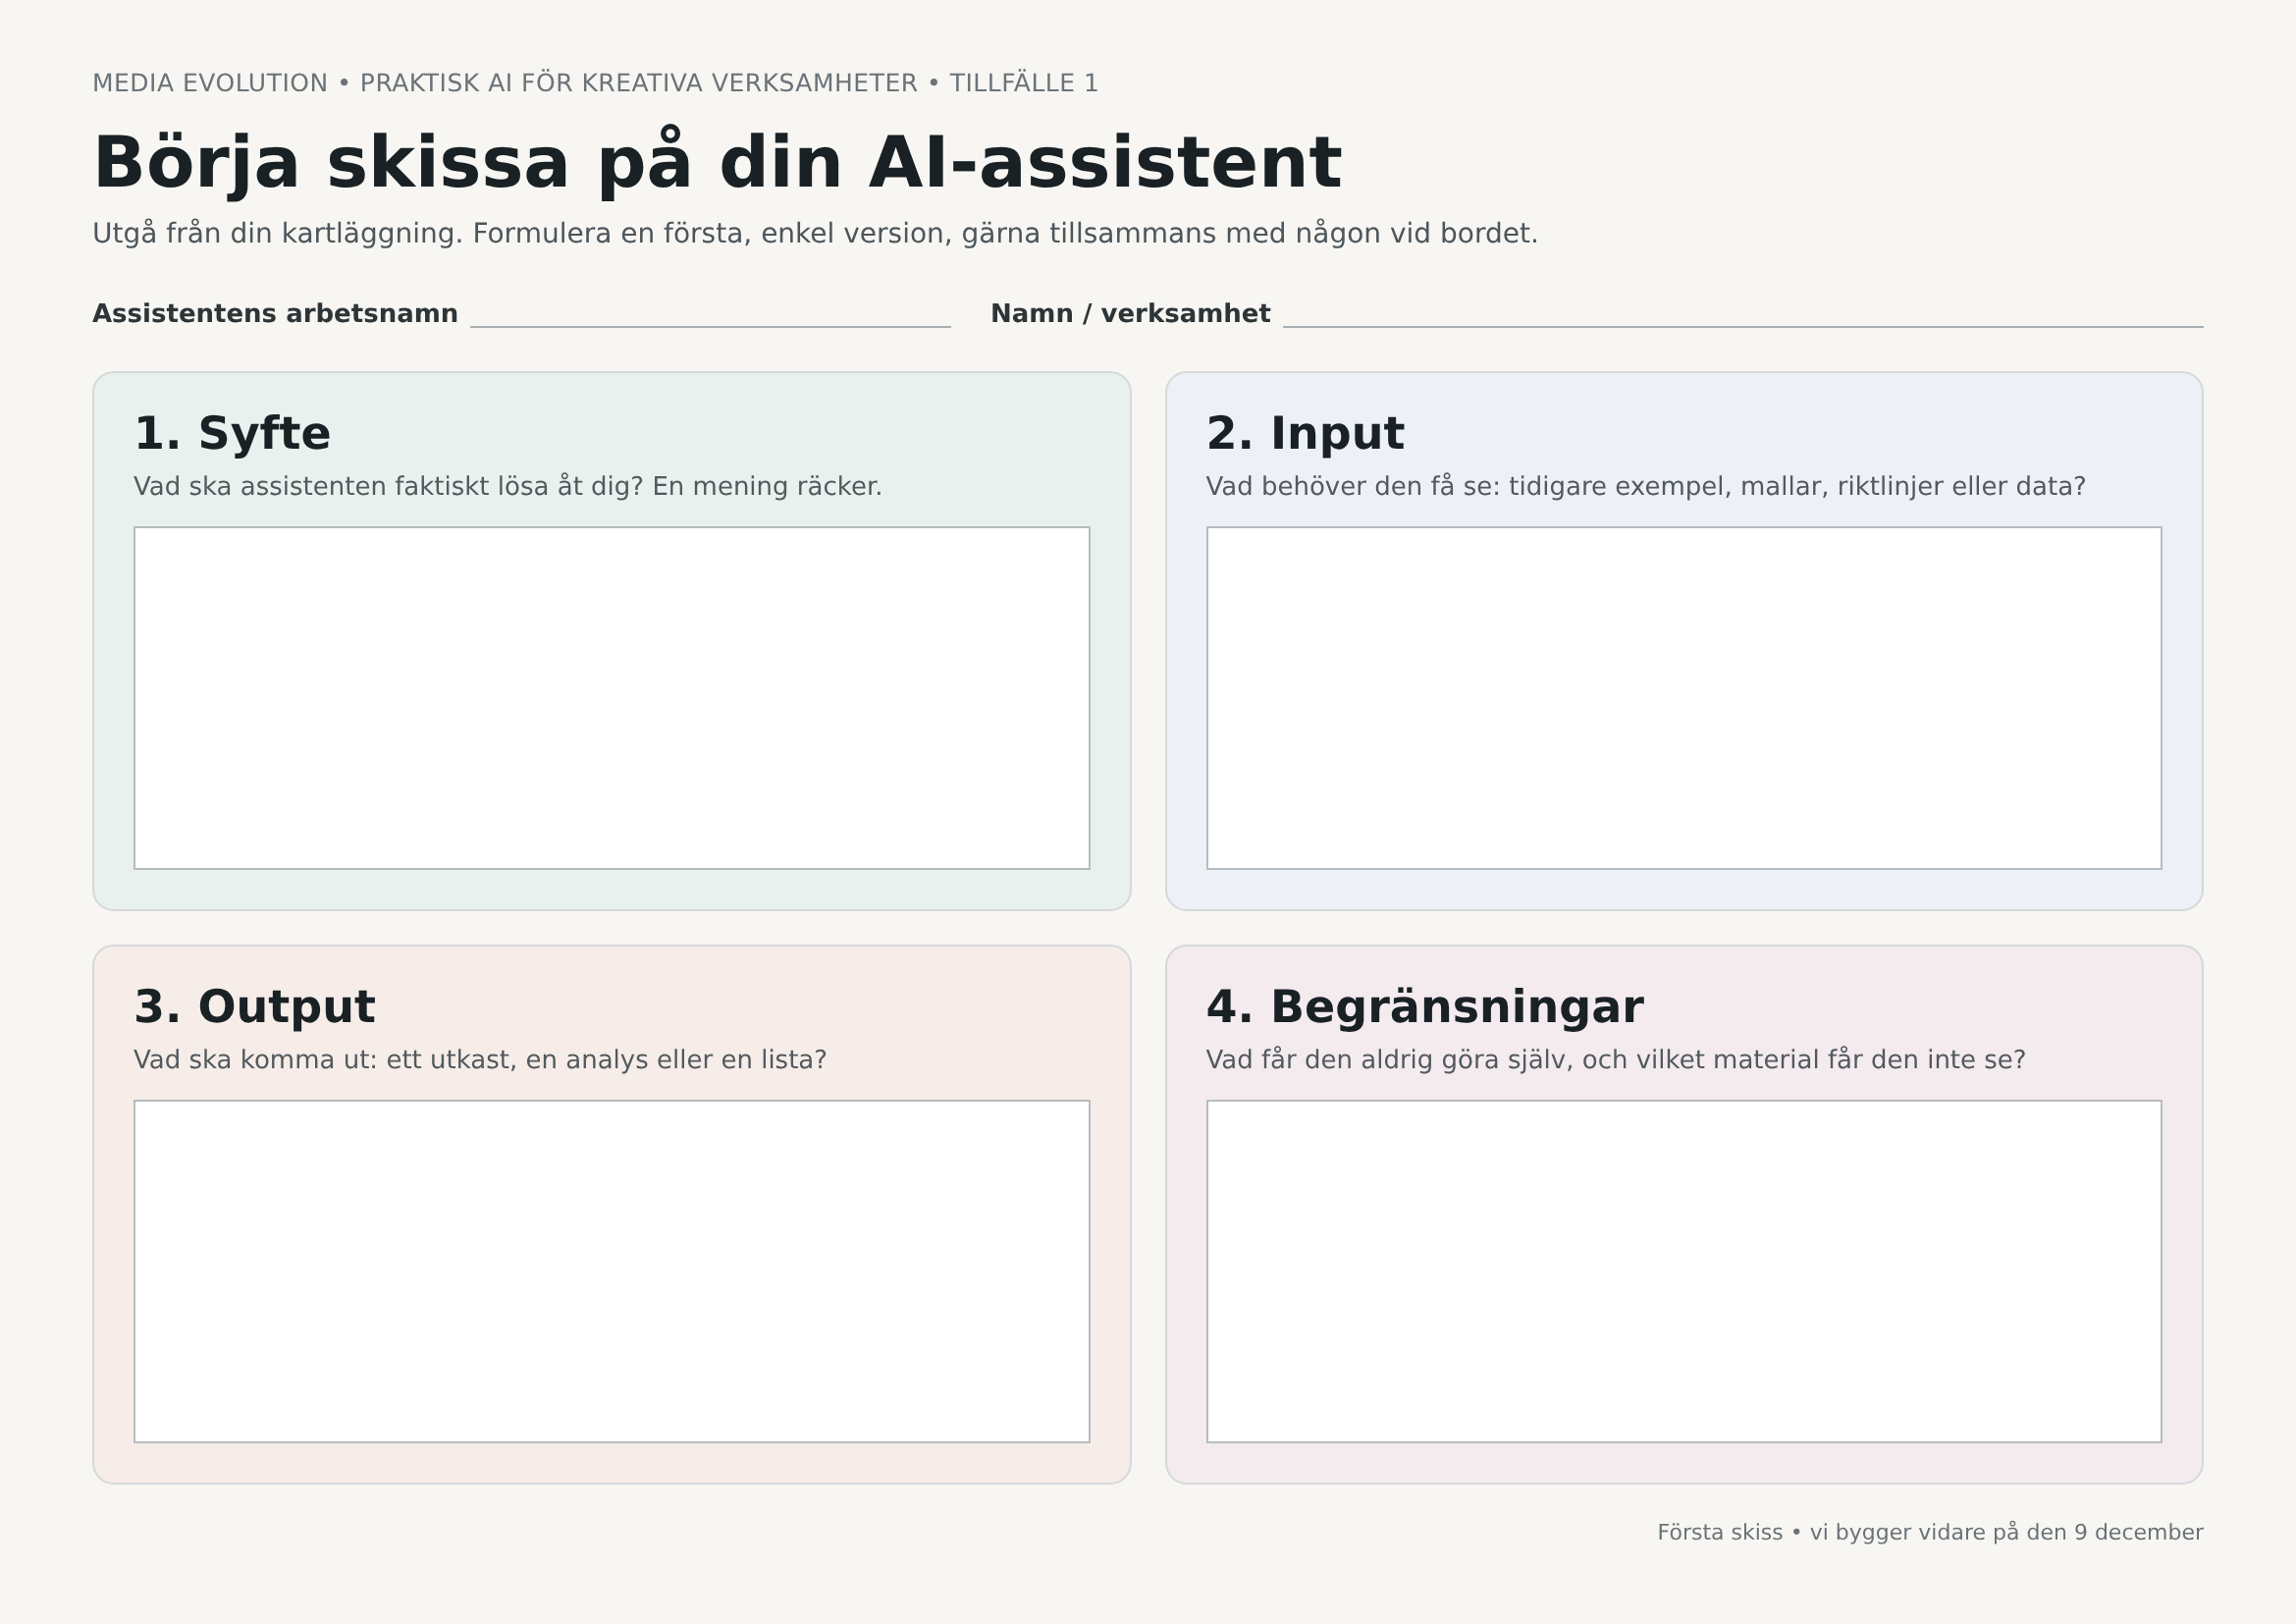 MEDIA EVOLUTION • PRAKTISK AI FÖR KREATIVA VERKSAMHETER • TILLFÄLLE 1
Börja skissa på din AI-assistent
Utgå från din kartläggning. Formulera en första, enkel version, gärna tillsammans med någon vid bordet.
Assistentens arbetsnamn
Namn / verksamhet
1. Syfte
Vad ska assistenten faktiskt lösa åt dig? En mening räcker.
2. Input
Vad behöver den få se: tidigare exempel, mallar, riktlinjer eller data?
3. Output
Vad ska komma ut: ett utkast, en analys eller en lista?
4. Begränsningar
Vad får den aldrig göra själv, och vilket material får den inte se?
Första skiss • vi bygger vidare på den 9 december